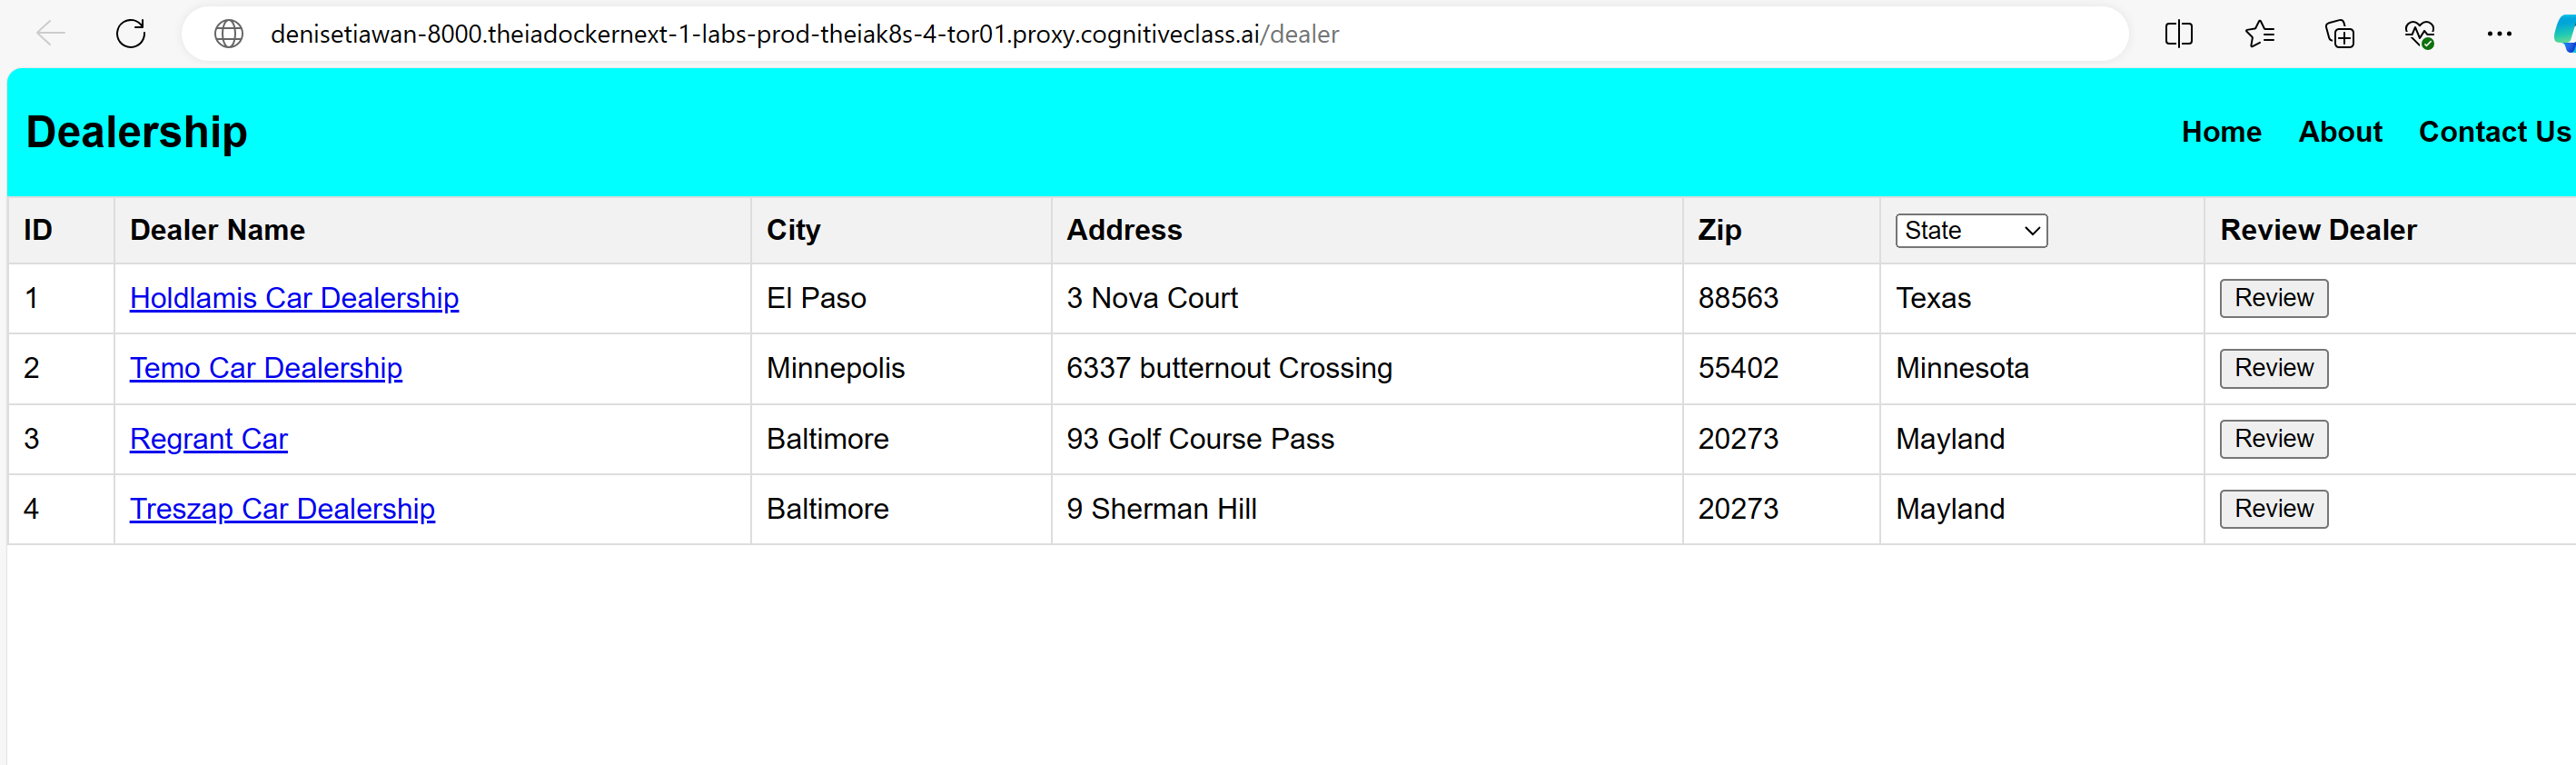 denisetiawan-8000.theiadockernext-1-labs-prod-theiak8s-4-tor01.proxy.cognitiveclass.ai/dealer
Dealership Home About Contact Us
ID Dealer Name City Address Zip State Review Dealer
1 Holdlamis Car Dealership El Paso 3 Nova Court 88563 Texas Review
2 Temo Car Dealership Minnepolis 6337 butternout Crossing 55402 Minnesota Review
3 Regrant Car Baltimore 93 Golf Course Pass 20273 Mayland Review
4 Treszap Car Dealership Baltimore 9 Sherman Hill 20273 Mayland Review